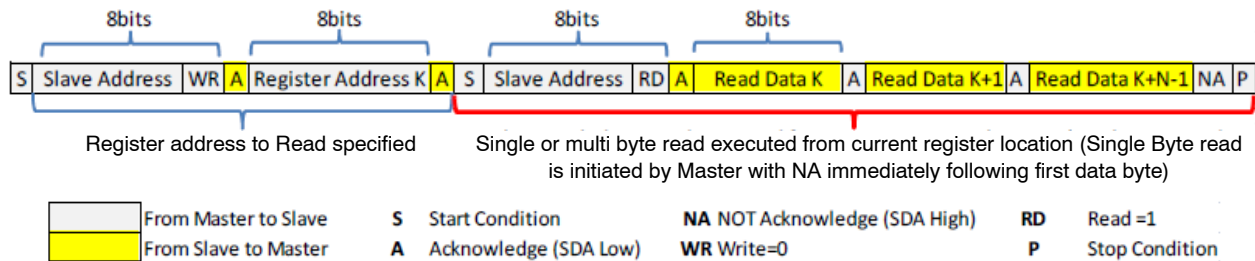 8bits 8bits 8bits 8bits
S Slave Address WR A Register Address K A S Slave Address RD A Read Data K A Read Data K+1 A Read Data K+N-1 NA P
Register address to Read specified
Single or multi byte read executed from current register location (Single Byte read
is initiated by Master with NA immediately following first data byte)
From Master to Slave S Start Condition NA NOT Acknowledge (SDA High) RD Read =1
From Slave to Master A Acknowledge (SDA Low) WR Write=0 P Stop Condition